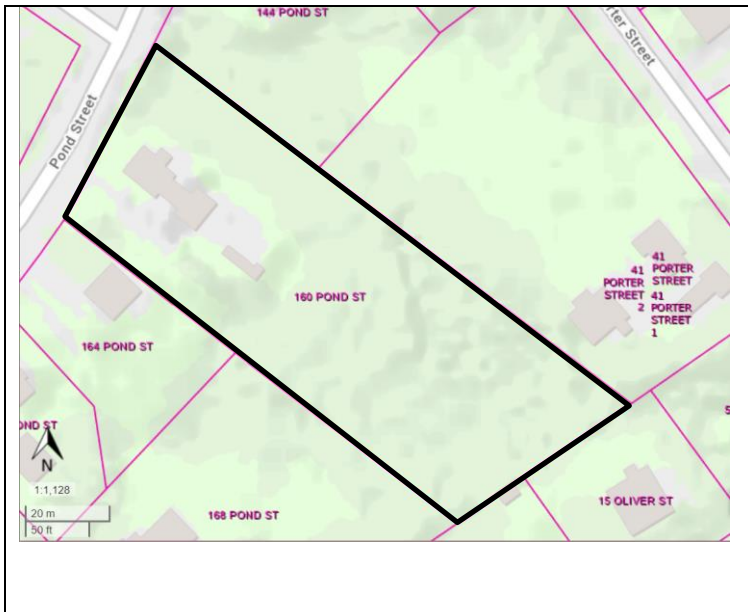 144 POND ST
rter Street
Pond Street
41
PORTER
STREET
2
41
PORTER
STREET
41
PORTER
STREET
1
160 POND ST
164 POND ST
OND ST
N
1:1,128
20 m
50 ft
168 POND ST
15 OLIVER ST
5